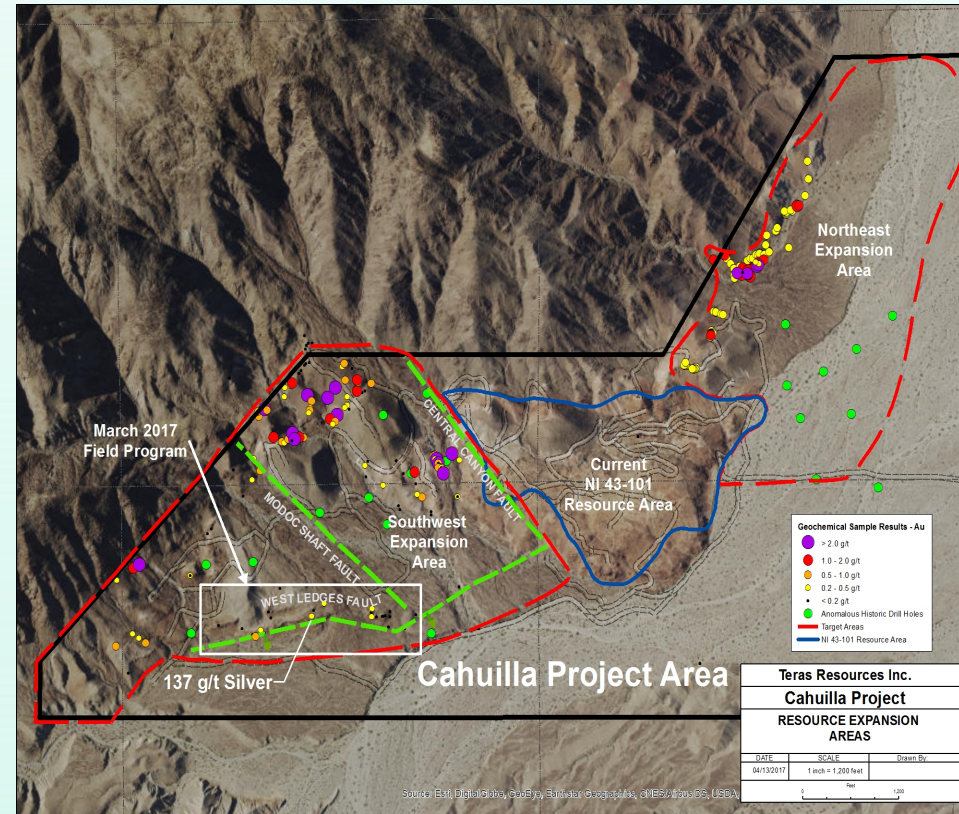 Northeast
Expansion
Area
March 2017
Field Program
CENTRAL CANYON FAULT
Current
NI 43-101
Resource Area
MODOC SHAFT FAULT
Southwest
Expansion
Area
WEST LEDGES FAULT
137 g/t Silver
Cahuilla Project Area
Geochemical Sample Results - Au
> 2.0 g/t
1.0 - 2.0 g/t
0.5 - 1.0 g/t
0.2 - 0.5 g/t
< 0.2 g/t
Anomalous Historic Drill Holes
Target Areas
NI 43-101 Resource Area
Teras Resources Inc.
Cahuilla Project
RESOURCE EXPANSION
AREAS
DATE SCALE Drawn By:
04/13/2017 1 inch = 1,200 feet
Feet
0 1,200
Source: Esri, DigitalGlobe, GeoEye, Earthstar Geographics, CNES/Airbus DS, USDA,